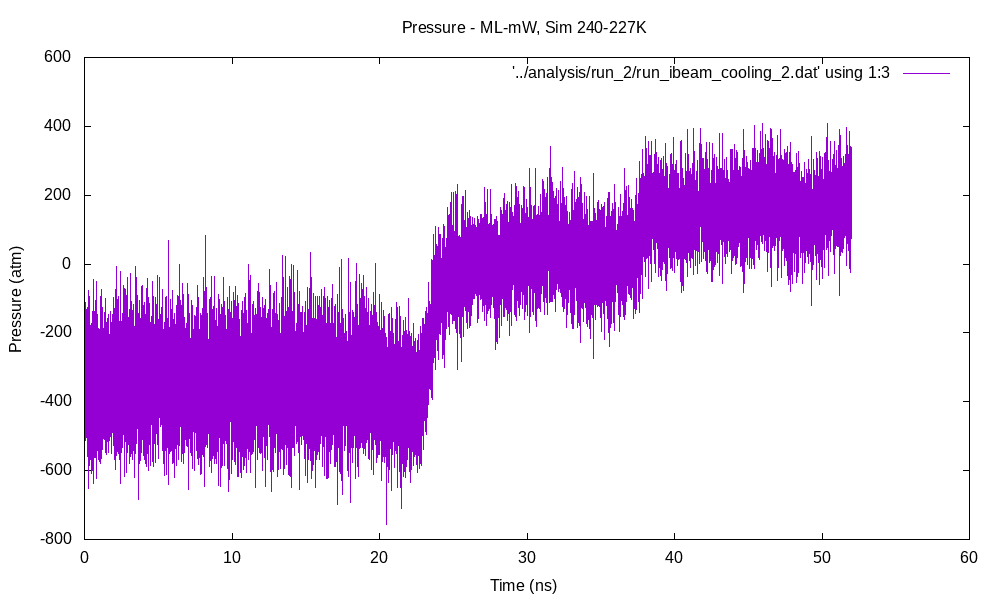 Pressure - ML-mW, Sim 240-227K
'../analysis/run_2/run_ibeam_cooling_2.dat' using 1:3
600
400
200
0
-200
-400
-600
-800
Pressure (atm)
0 10 20 30 40 50 60
Time (ns)